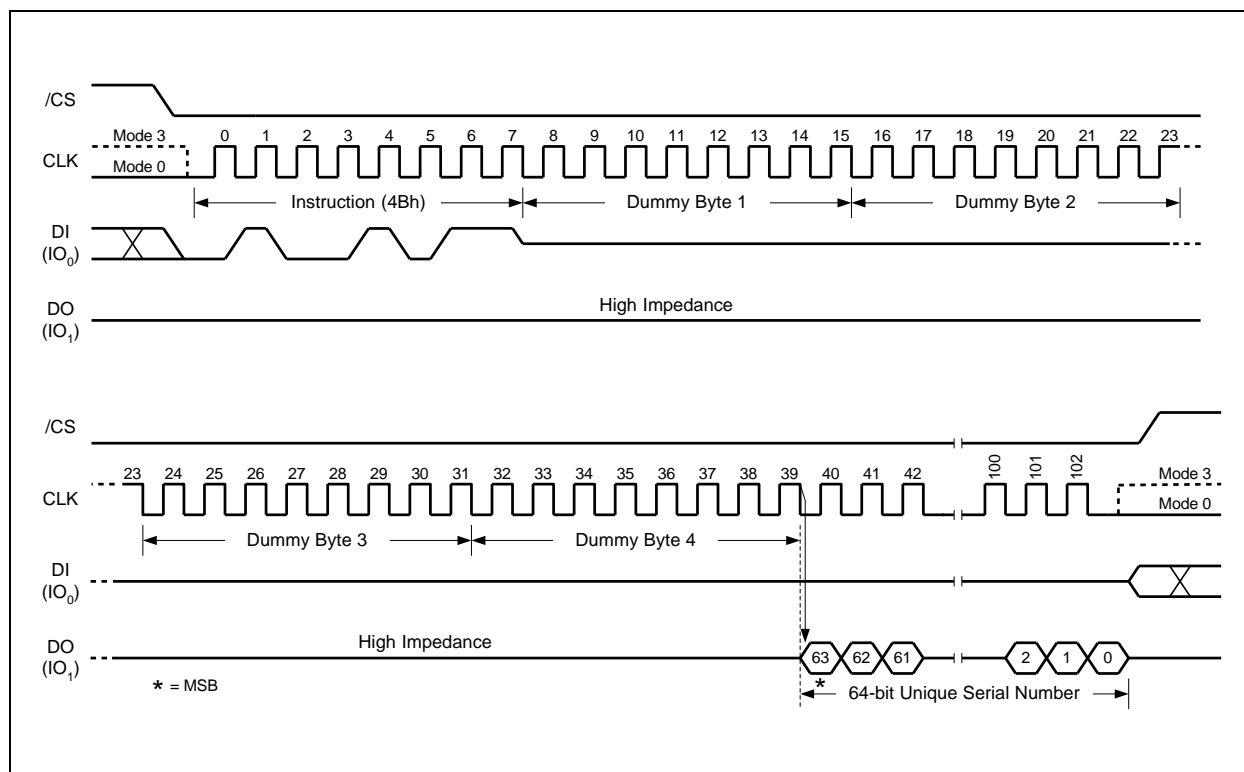 /CS
Mode 3
0 1 2 3 4 5 6 7 8 9 10 11 12 13 14 15 16 17 18 19 20 21 22 23
CLK
Mode 0
Instruction (4Bh) Dummy Byte 1 Dummy Byte 2
DI
(IO0)
High Impedance
DO
(IO1)
/CS
23 24 25 26 27 28 29 30 31 32 33 34 35 36 37 38 39 40 41 42 100 101 102 Mode 3
CLK
Mode 0
Dummy Byte 3 Dummy Byte 4
DI
(IO0)
High Impedance
DO
(IO1)
63 62 61 2 1 0
* = MSB
*
64-bit Unique Serial Number